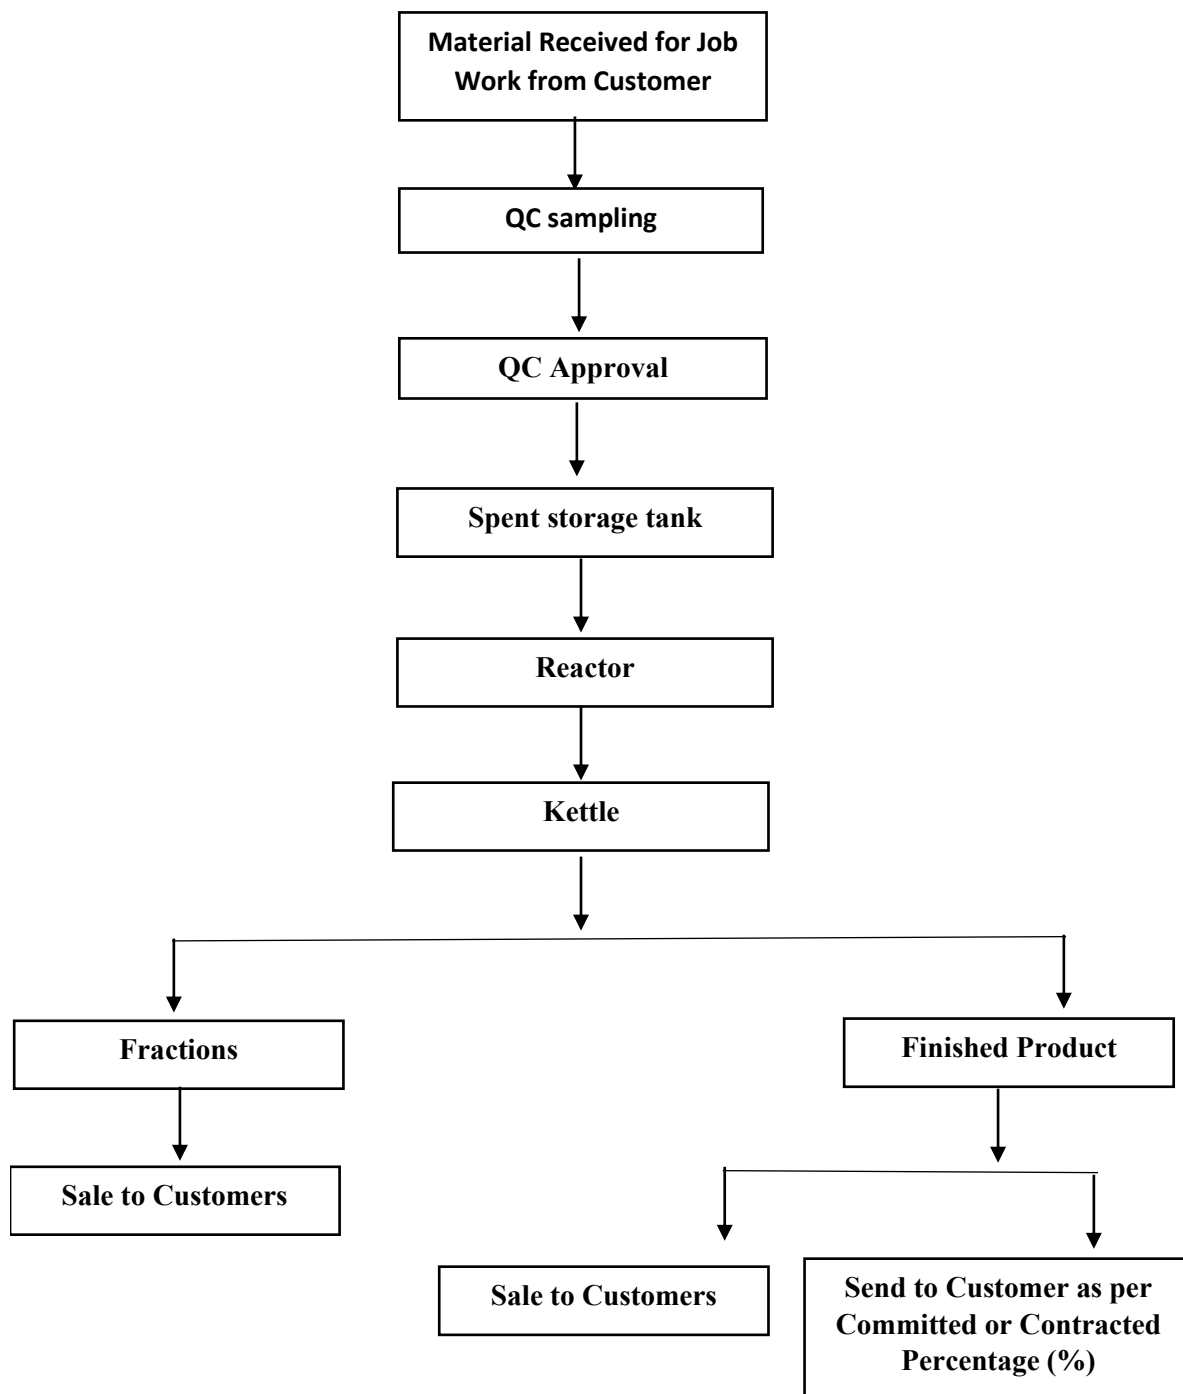 Material Received for Job
Work from Customer
QC sampling
QC Approval
Spent storage tank
Reactor
Kettle
Fractions
Finished Product
Sale to Customers
Sale to Customers
Send to Customer as per
Committed or Contracted
Percentage (%)